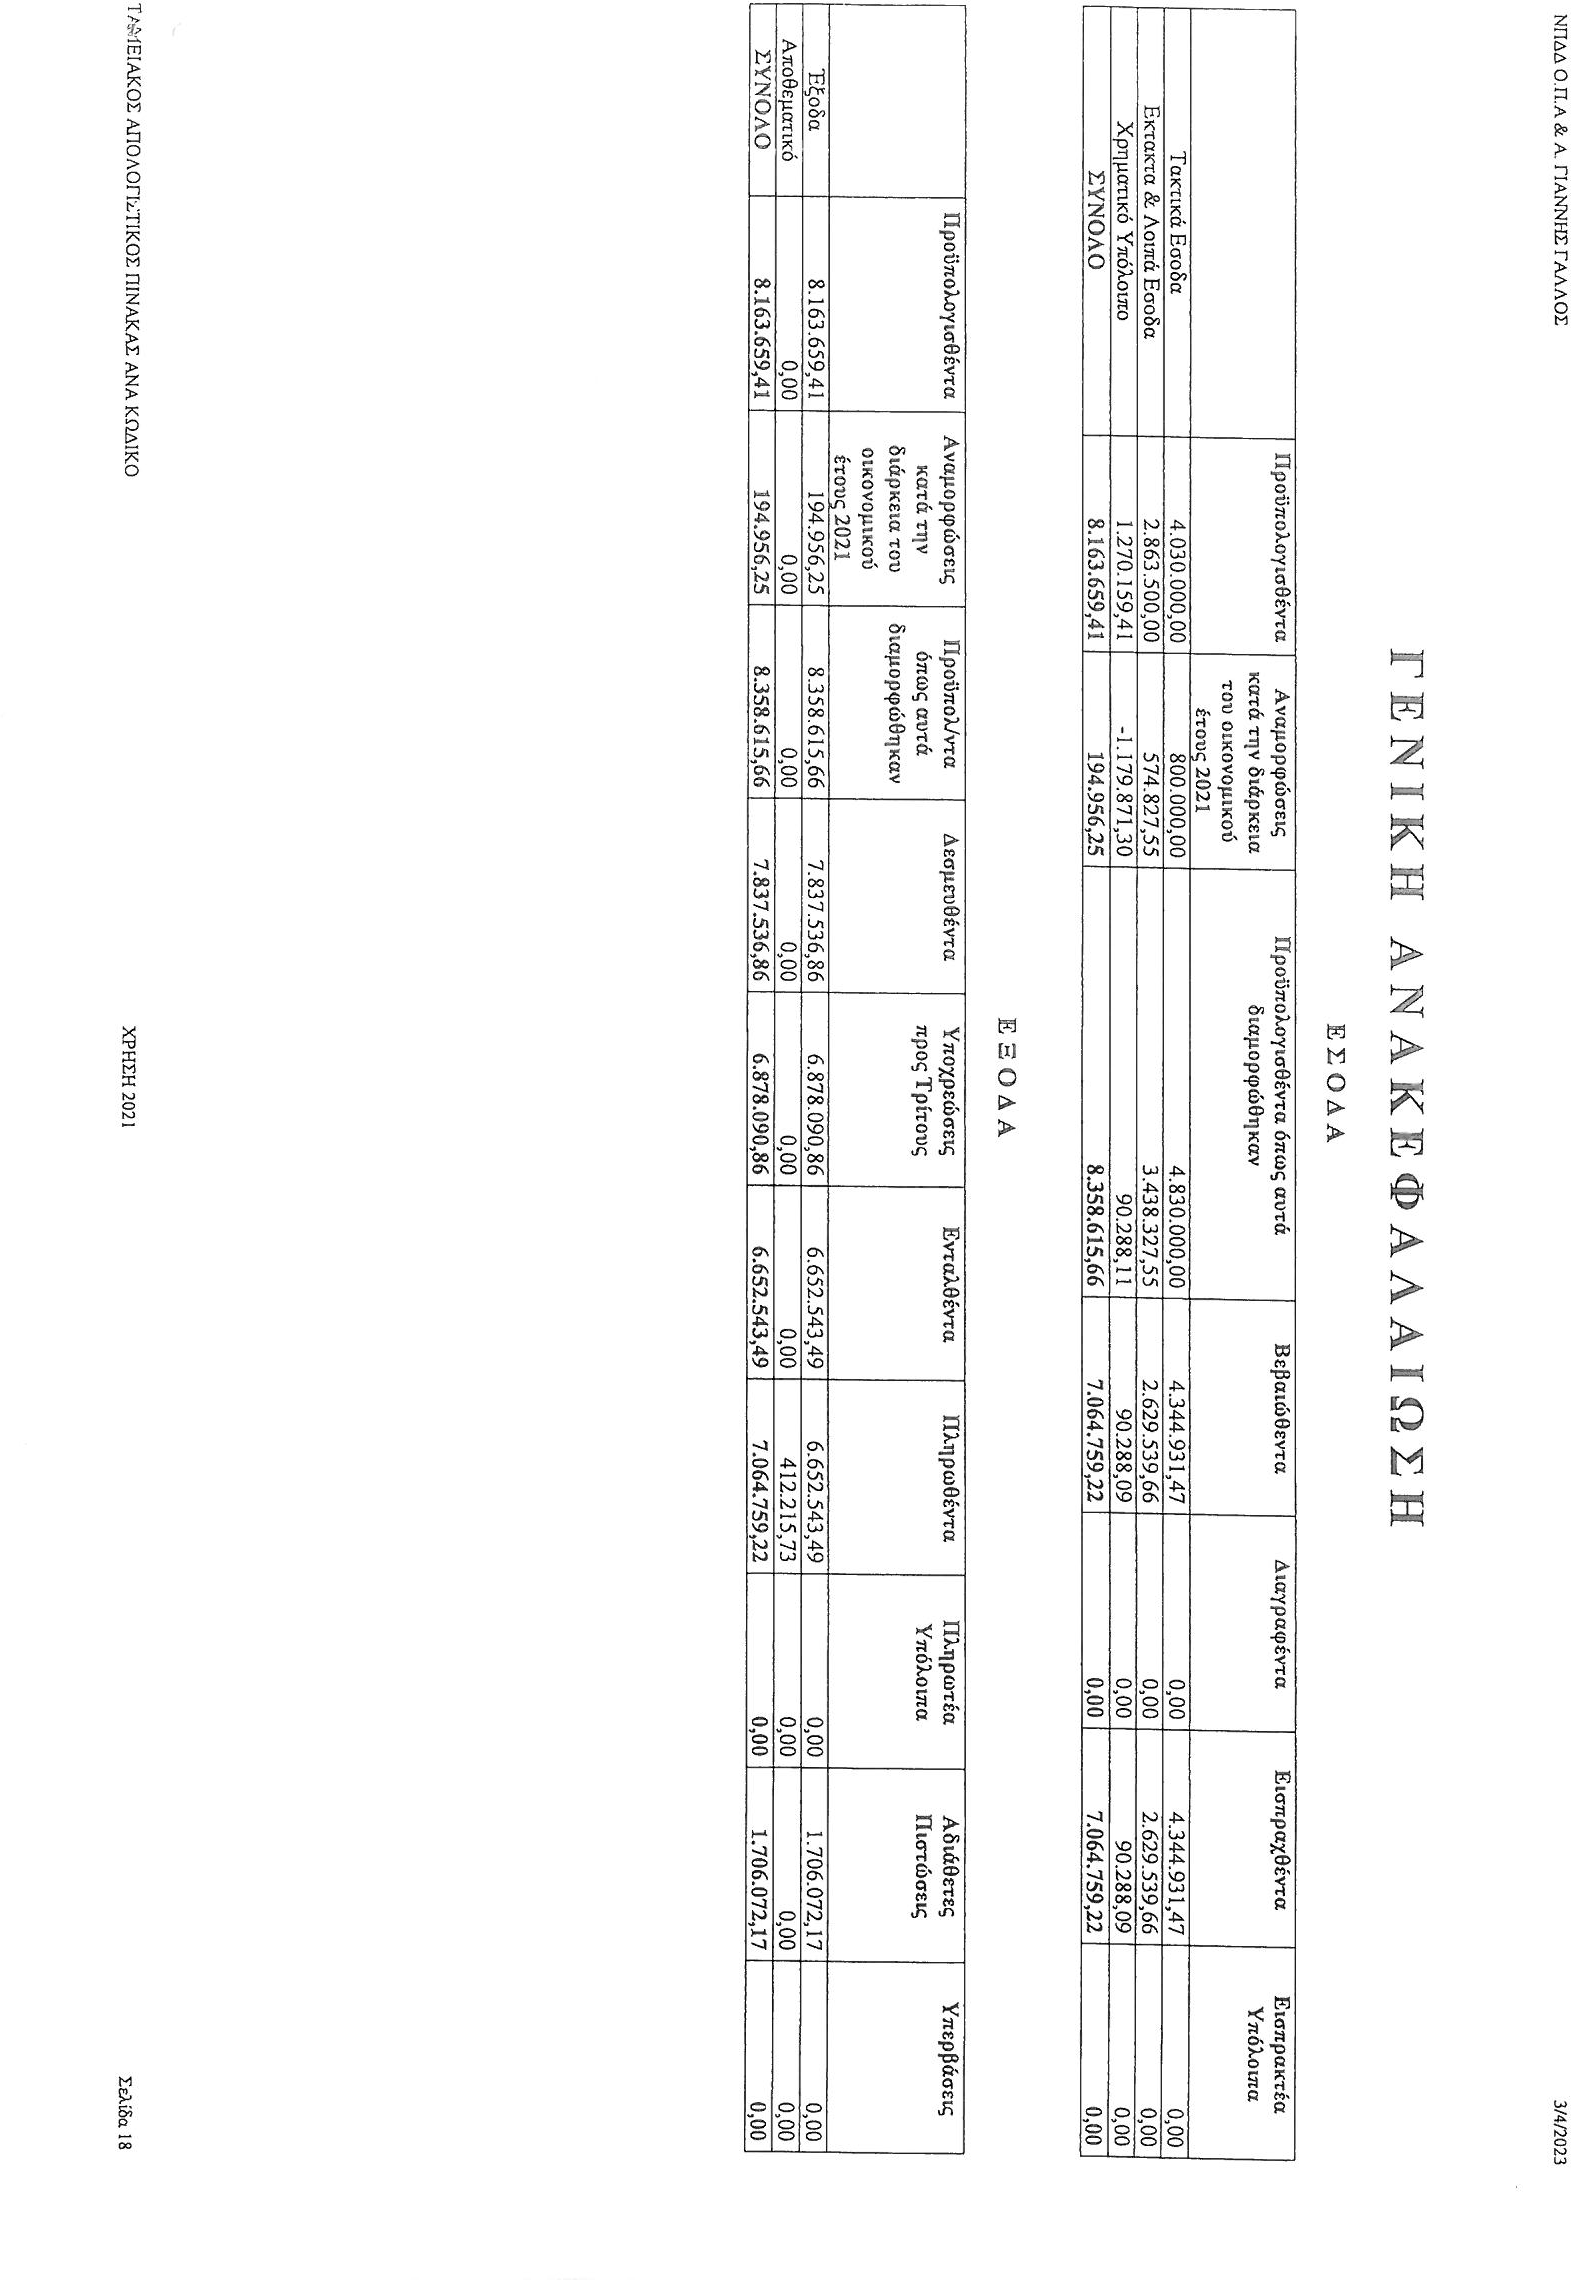 ΝΠΔΔ Ο.Π.Α & Α. ΓΙΑΝΝΗΣ ΓΑΛΛΟΣ 3/4/2023
ΓΕΝΙΚΗ ΑΝΑΚΕΦΑΛΑΙΩΣΗ
ΕΣΟΔΑ
Προϋπολογισθέντα Αναμορφώσεις κατά την διάρκεια του οικονομικού έτους 2021 Προϋπολογισθέντα όπως αυτά διαμορφώθηκαν Βεβαιώθεντα Διαγραφέντα Εισπραχθέντα Εισπρακτέα Υπόλοιπα
Τακτικά Εσοδα 4.030.000,00 800.000,00 4.830.000,00 4.344.931,47 0,00 4.344.931,47 0,00
Εκτακτα & Λοιπά Εσοδα 2.863.500,00 574.827,55 3.438.327,55 2.629.539,66 0,00 2.629.539,66 0,00
Χρηματικό Υπόλοιπο 1.270.159,41 -1.179.871,30 90.288,11 90.288,09 0,00 90.288,09 0,00
ΣΥΝΟΛΟ 8.163.659,41 194.956,25 8.358.615,66 7.064.759,22 0,00 7.064.759,22 0,00
ΕΞΟΔΑ
Προϋπολογισθέντα Αναμορφώσεις κατά την διάρκεια του οικονομικού έτους 2021 Προϋπολ/ντα όπως αυτά διαμορφώθηκαν Δεσμευθέντα Υποχρεώσεις προς Τρίτους Ενταλθέντα Πληρωθέντα Πληρωτέα Υπόλοιπα Αδιάθετες Πιστώσεις Υπερβάσεις
Έξοδα 8.163.659,41 194.956,25 8.358.615,66 7.837.536,86 6.878.090,86 6.652.543,49 6.652.543,49 0,00 1.706.072,17 0,00
Αποθεματικό 0,00 0,00 0,00 0,00 0,00 0,00 412.215,73 0,00 0,00 0,00
ΣΥΝΟΛΟ 8.163.659,41 194.956,25 8.358.615,66 7.837.536,86 6.878.090,86 6.652.543,49 7.064.759,22 0,00 1.706.072,17 0,00
ΤΑΜΕΙΑΚΟΣ ΑΠΟΛΟΓΙΣΤΙΚΟΣ ΠΙΝΑΚΑΣ ΑΝΑ ΚΩΔΙΚΟ ΧΡΗΣΗ 2021 Σελίδα 18